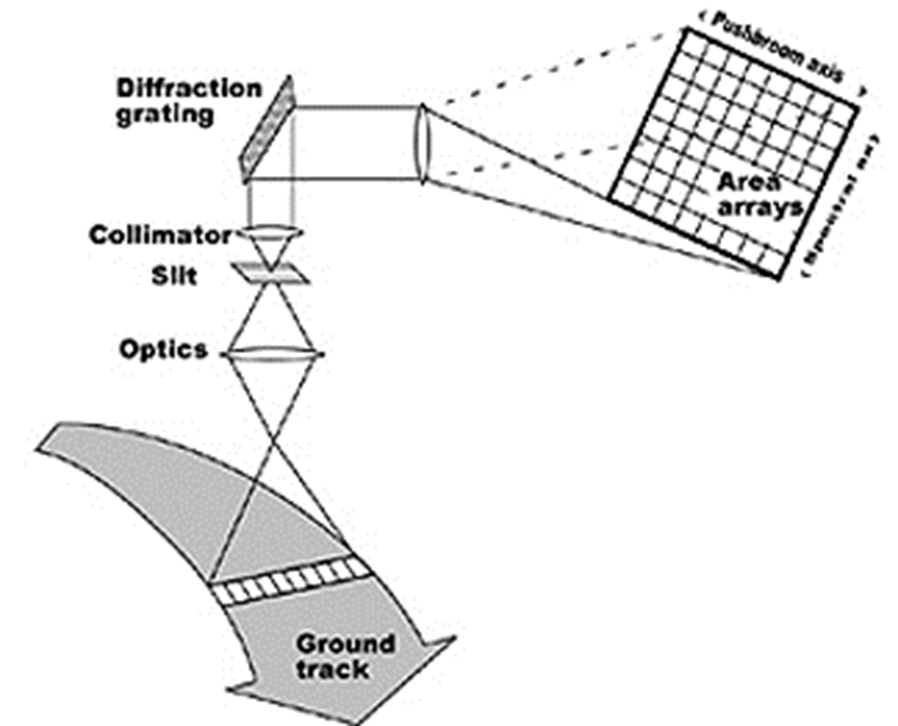 ‹ Pushbroom axis ›
Diffraction
grating
Area
arrays
Collimator
Slit
Optics
Ground
track